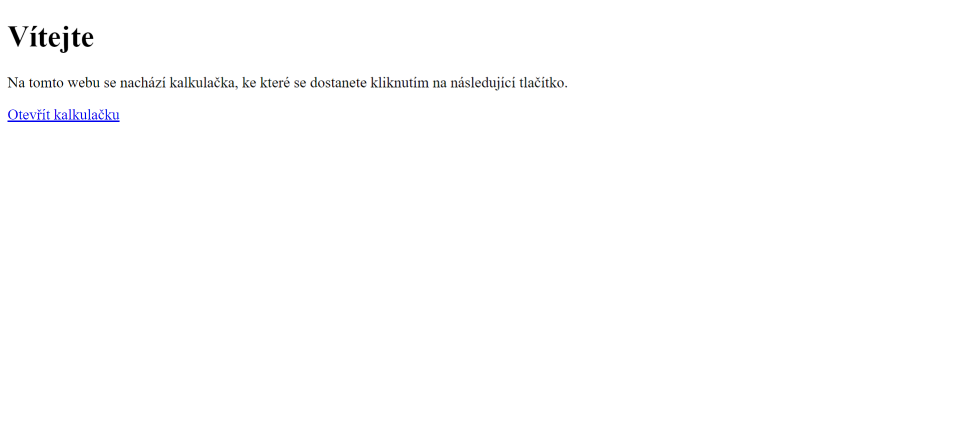 Vítejte
Na tomto webu se nachází kalkulačka, ke které se dostanete kliknutím na následující tlačítko.
Otevřít kalkulačku